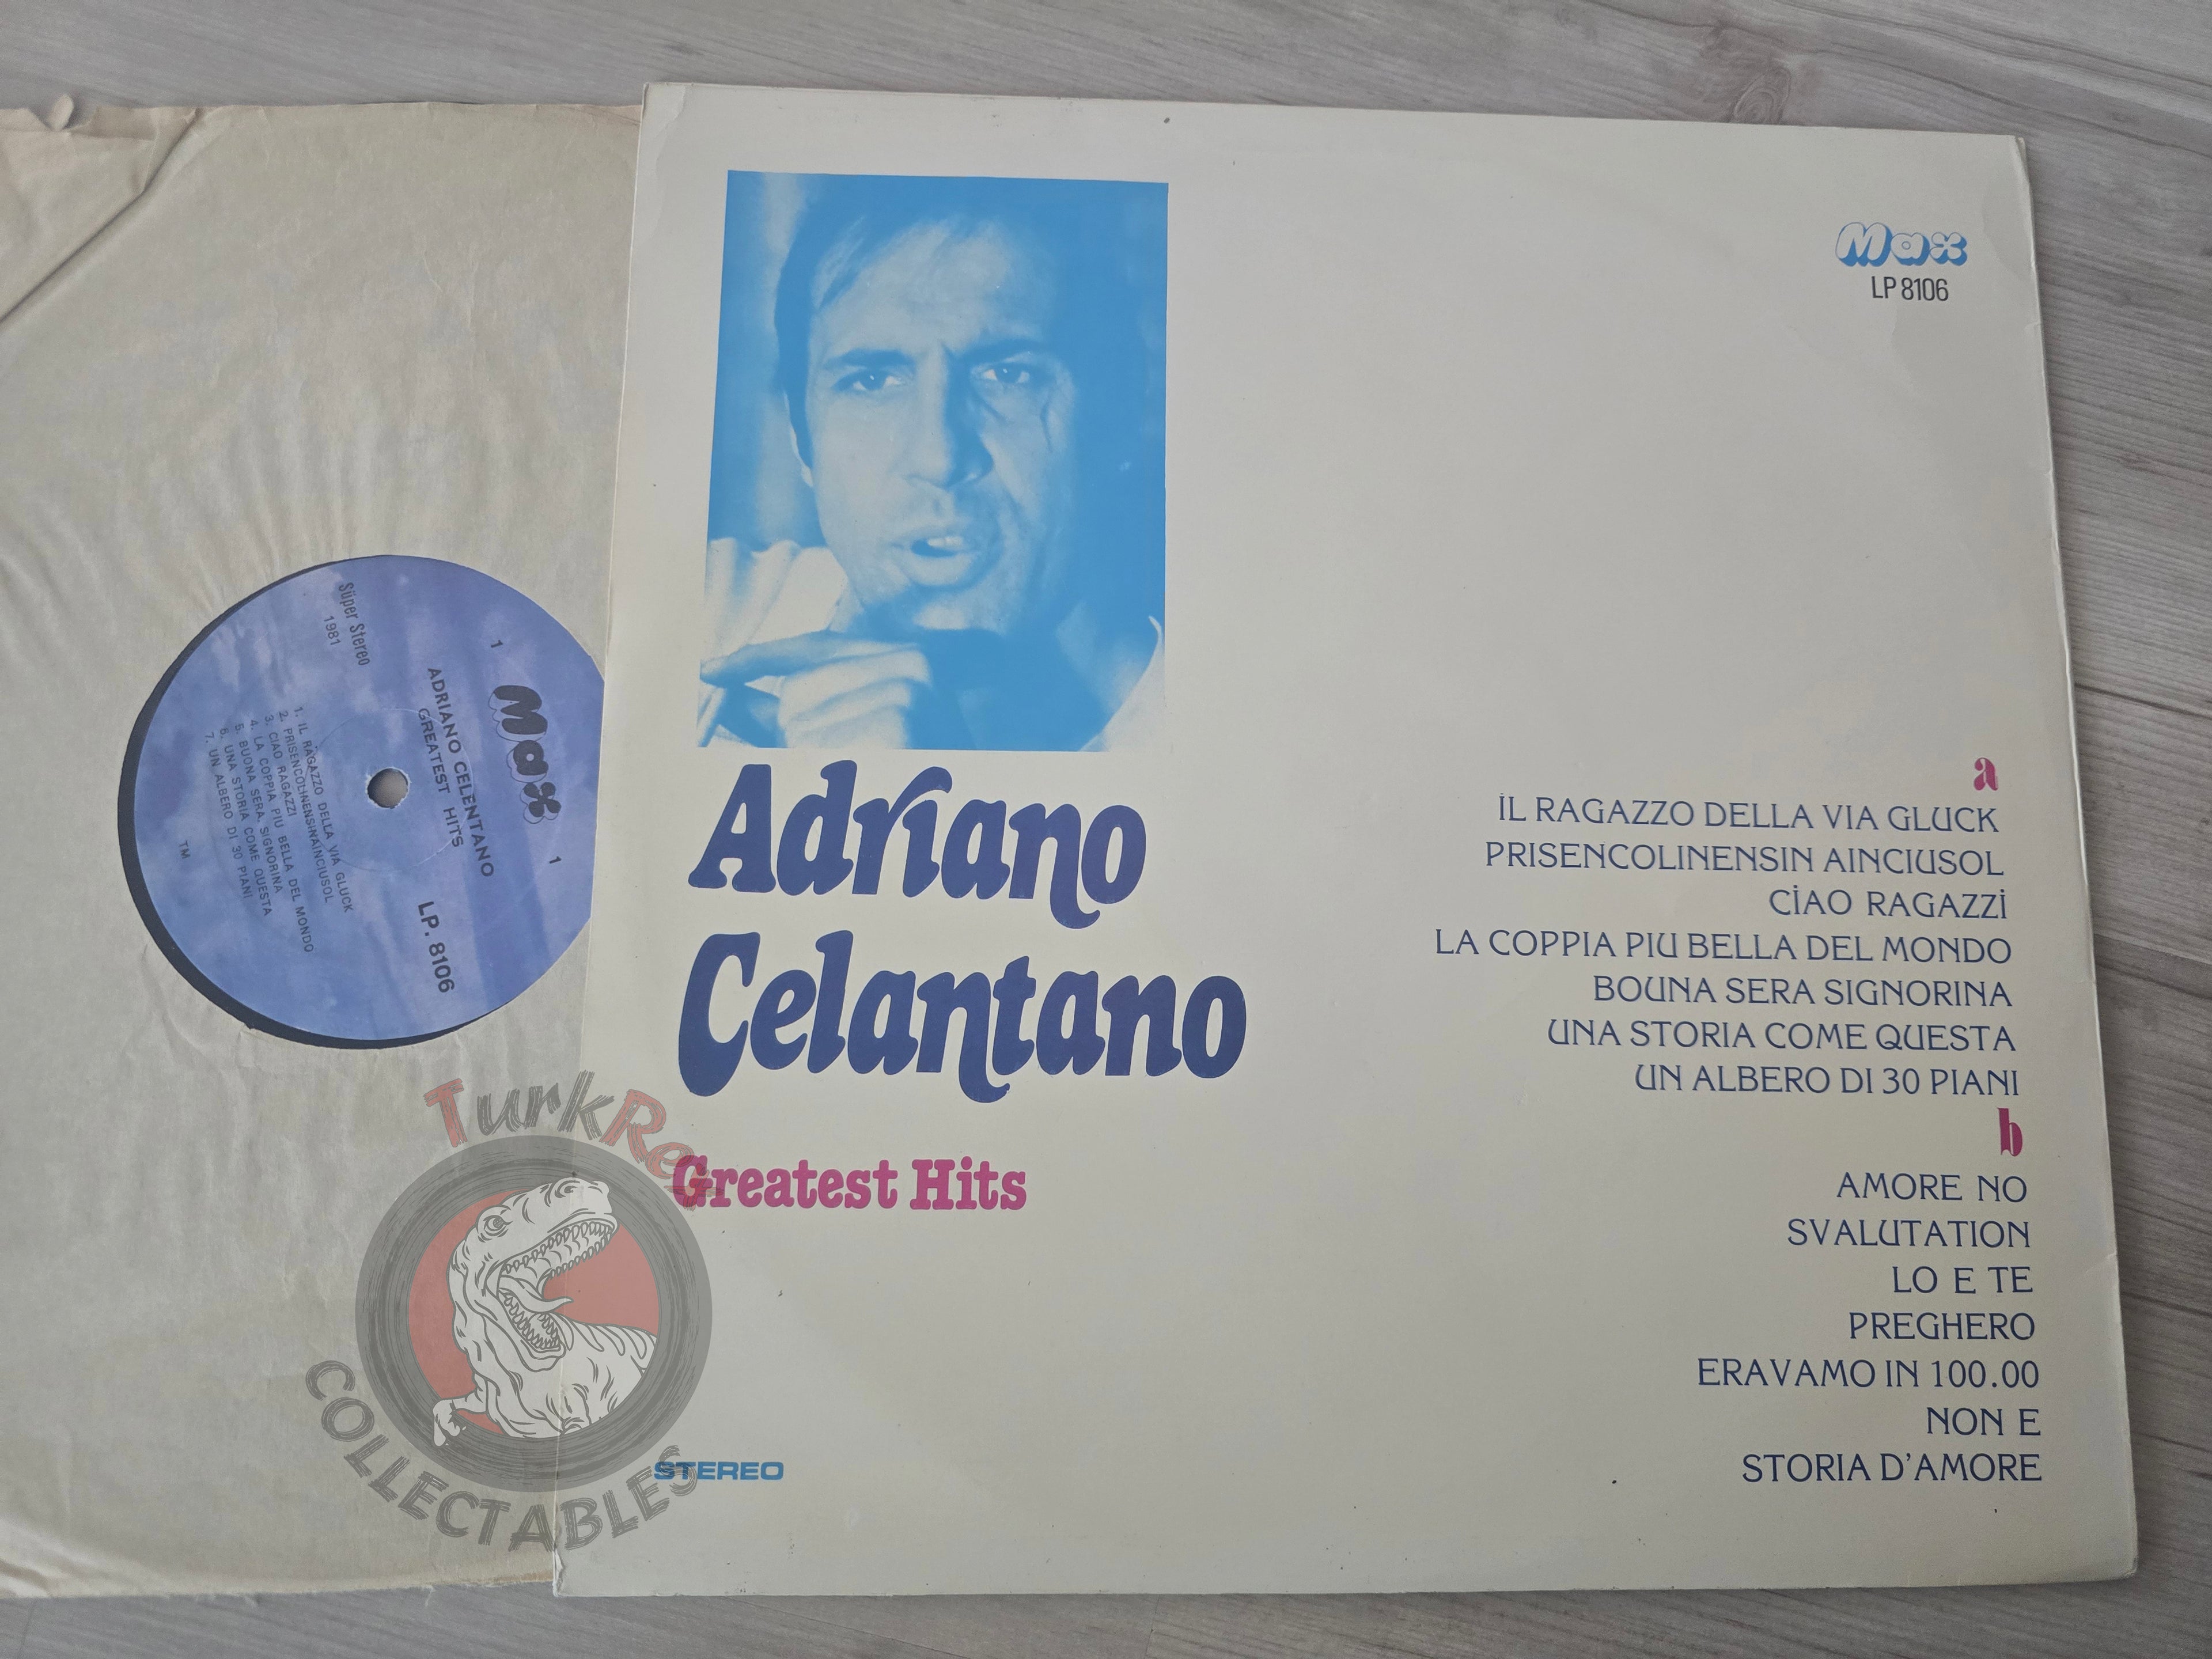 Max
LP 8106
Adriano
Celantano
Greatest Hits
STEREO
a
İL RAGAZZO DELLA VIA GLUCK
PRISENCOLINENSIN AINCIUSOL
CİAO RAGAZZİ
LA COPPIA PIU BELLA DEL MONDO
BOUNA SERA SIGNORINA
UNA STORIA COME QUESTA
UN ALBERO DI 30 PIANI
b
AMORE NO
SVALUTATION
LO E TE
PREGHERO
ERAVAMO IN 100.00
NON E
STORIA D'AMORE
Max
1
1
LP. 8106
ADRIANO CELENTANO
GREATEST HITS
Süper Stereo
1981
1. IL RAGAZZO DELLA VIA GLUCK
2. PRISENCOLINENSINAINCIUSOL
3. CIAO RAGAZZI
4. LA COPPIA PIU BELLA DEL MONDO
5. BUONA SERA, SIGNORINA
6. UNA STORIA COME QUESTA
7. UN ALBERO DI 30 PIANI
TM
COLLECTABLES